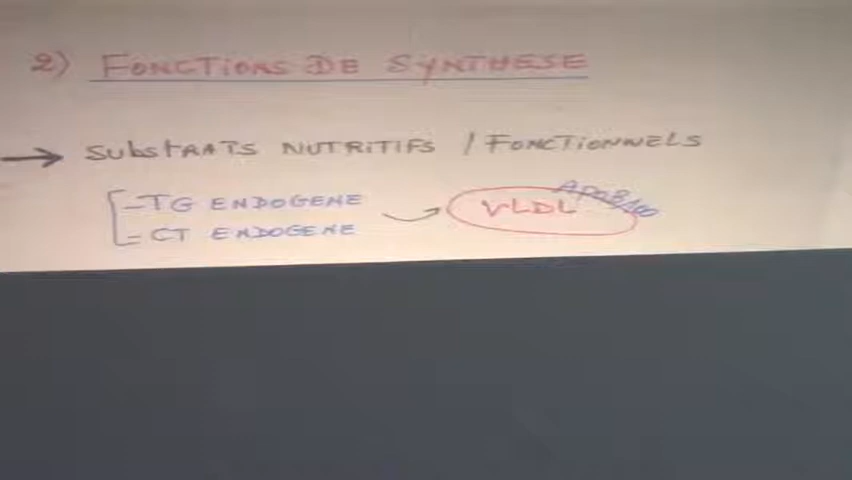 2) FONCTIONS DE SYNTHESE
→ SUbSTRATS NUTRITIFS / FONCTIONNELS
- TG ENDOGENE
- CT ENDOGENE
VLDL
APOB100